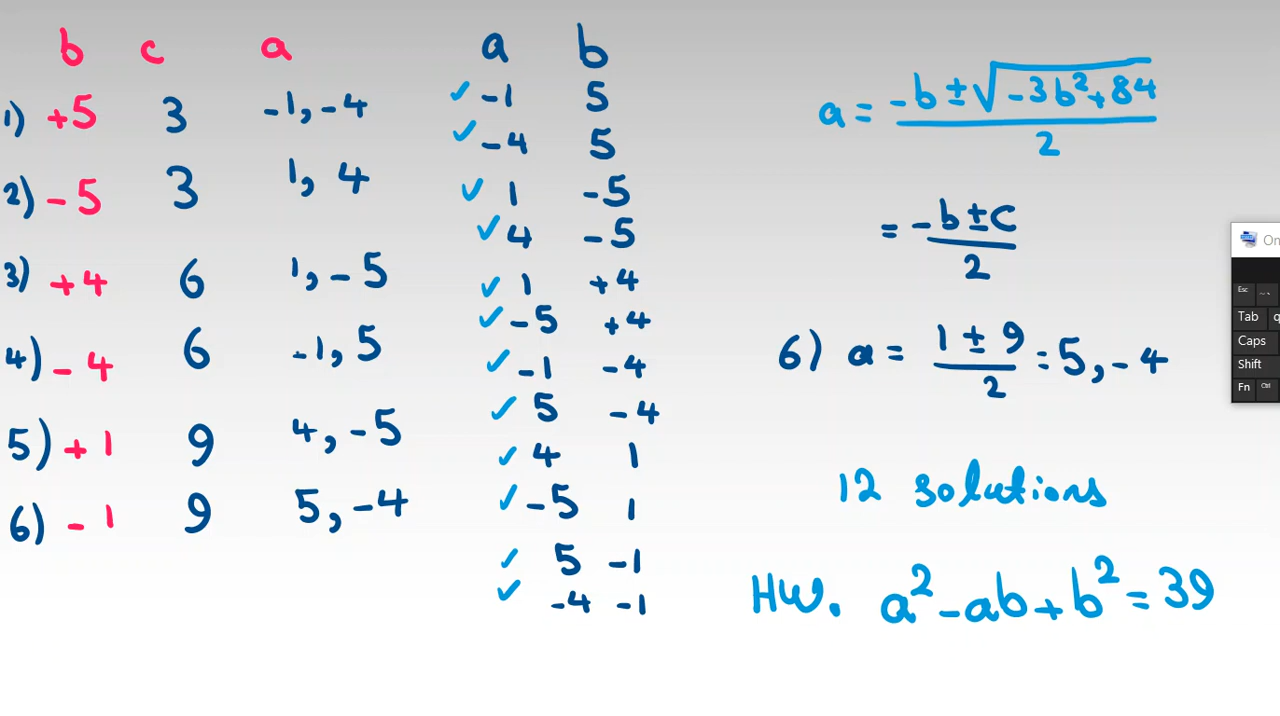 b c a
1) +5 3 -1, -4
2) -5 3 1, 4
3) +4 6 1, -5
4) -4 6 -1, 5
5) +1 9 4, -5
6) -1 9 5, -4
a b
✓ -1 5
✓ -4 5
✓ 1 -5
✓ 4 -5
✓ 1 +4
✓ -5 +4
✓ -1 -4
✓ 5 -4
✓ 4 1
✓ -5 1
✓ 5 -1
✓ -4 -1
a = (-b ± √(-3b²+84)) / 2
= (-b ± c) / 2
6) a = (1 ± 9) / 2 = 5, -4
12 solutions
HW. a² - ab + b² = 39
On
Esc ~ `
Tab q
Caps
Shift
Fn Ctrl